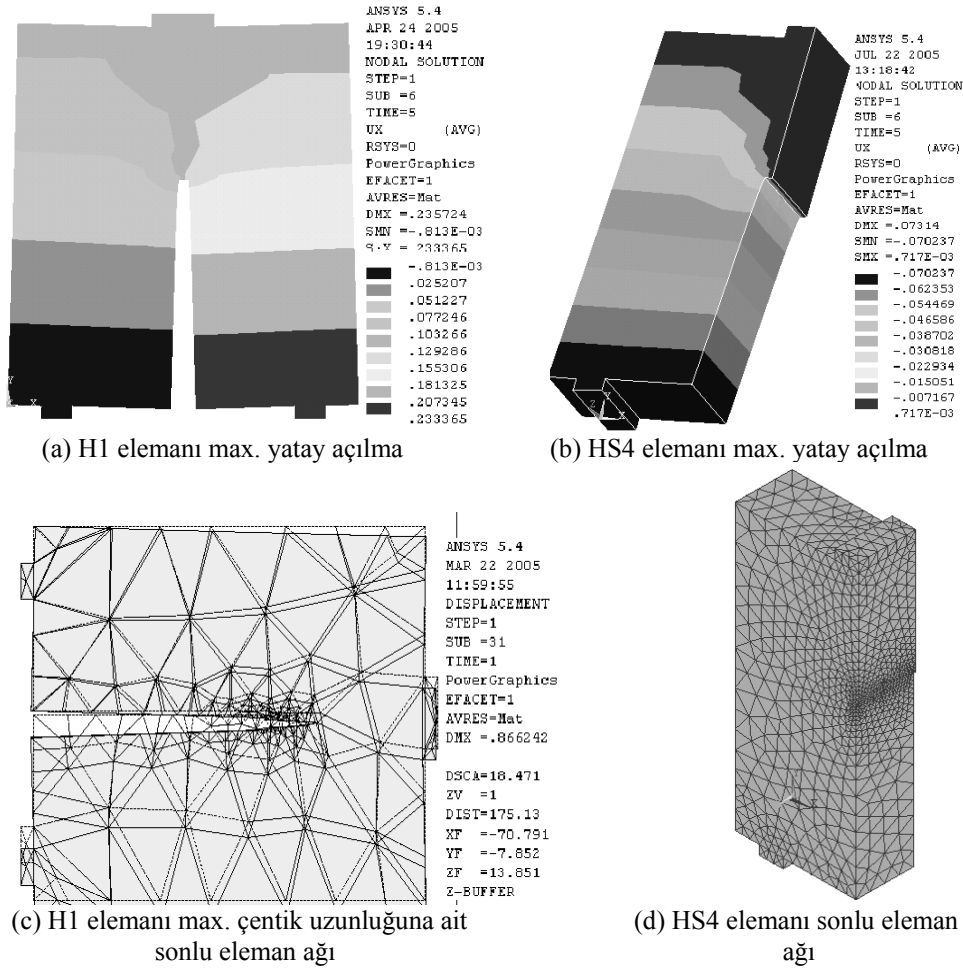 ANSYS 5.4
APR 24 2005
19:30:44
NODAL SOLUTION
STEP=1
SUB =6
TIME=5
UX (AVG)
RSYS=0
PowerGraphics
EFACET=1
AVRES=Mat
DMX =.235724
SMN =-.813E-03
=.233365
-.813E-03
.025207
.051227
.077246
.103266
.129286
.155306
.181325
.207345
.233365
Y
X
(a) H1 elemanı max. yatay açılma
ANSYS 5.4
JUL 22 2005
13:18:42
NODAL SOLUTION
STEP=1
SUB =6
TIME=5
UX (AVG)
RSYS=0
PowerGraphics
EFACET=1
AVRES=Mat
DMX =.07314
SMN =-.070237
SMX =.717E-03
-.070237
-.062353
-.054469
-.046586
-.038702
-.030818
-.022934
-.015051
-.007167
.717E-03
Y
Z
X
(b) HS4 elemanı max. yatay açılma
ANSYS 5.4
MAR 22 2005
11:59:55
DISPLACEMENT
STEP=1
SUB =31
TIME=1
PowerGraphics
EFACET=1
AVRES=Mat
DMX =.866242
DSCA=18.471
ZV =1
DIST=175.13
XF =-70.791
YF =-7.852
ZF =13.851
Z-BUFFER
(c) H1 elemanı max. çentik uzunluğuna ait
sonlu eleman ağı
(d) HS4 elemanı sonlu eleman
ağı